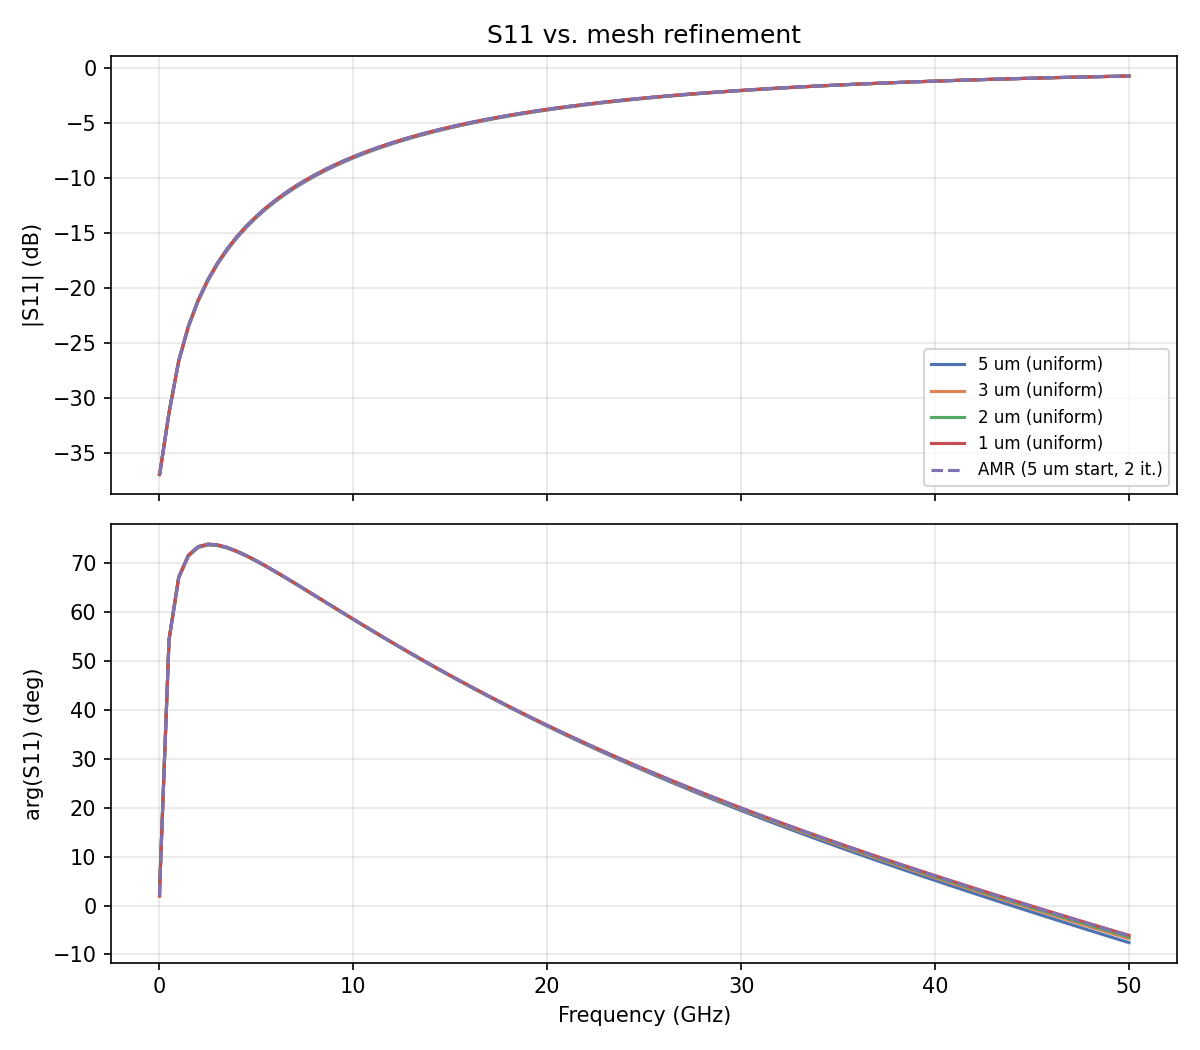 S11 vs. mesh refinement
0
−5
−10
−15
−20
−25
−30
−35
|S11| (dB)
5 um (uniform)
3 um (uniform)
2 um (uniform)
1 um (uniform)
AMR (5 um start, 2 it.)
70
60
50
40
30
20
10
0
−10
arg(S11) (deg)
0 10 20 30 40 50
Frequency (GHz)